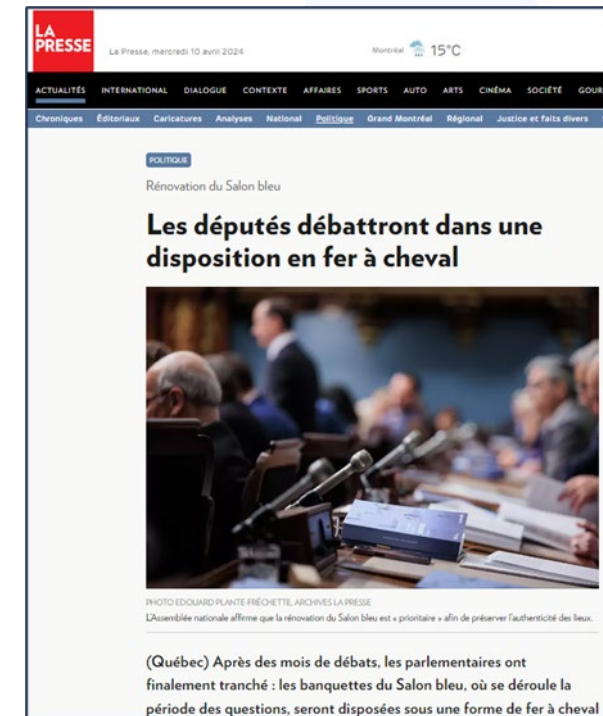 LA
PRESSE
La Presse, mercredi 10 avril 2024
Montréal 15°C
ACTUALITÉS INTERNATIONAL DIALOGUE CONTEXTE AFFAIRES SPORTS AUTO ARTS CINÉMA SOCIÉTÉ GOUR
Chroniques Éditoriaux Caricatures Analyses National Politique Grand Montréal Régional Justice et faits divers
POLITIQUE
Rénovation du Salon bleu
Les députés débattront dans une
disposition en fer à cheval
PHOTO EDOUARD PLANTE-FRÉCHETTE, ARCHIVES LA PRESSE
L'Assemblée nationale affirme que la rénovation du Salon bleu est « prioritaire » afin de préserver l'authenticité des lieux.
(Québec) Après des mois de débats, les parlementaires ont
finalement tranché : les banquettes du Salon bleu, où se déroule la
période des questions, seront disposées sous une forme de fer à cheval